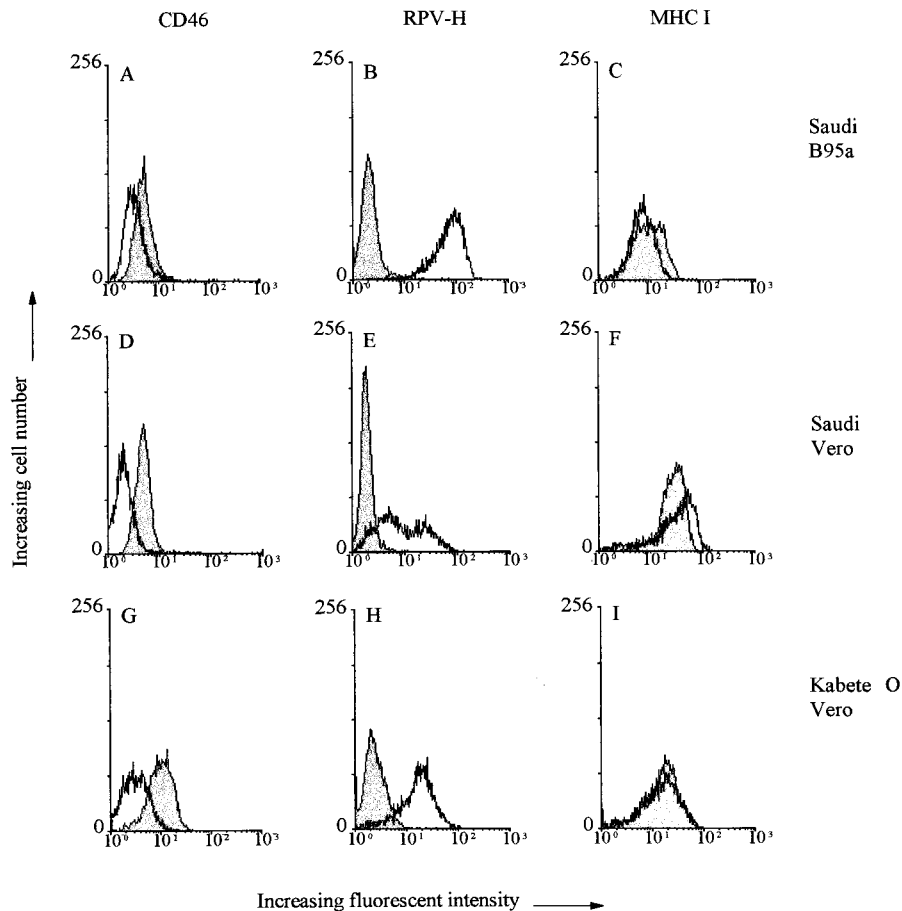 CD46 RPV-H MHC I
256 256 256
A B C
Saudi
B95a
0 0 0
10⁰ 10¹ 10² 10³ 10⁰ 10¹ 10² 10³ 10⁰ 10¹ 10² 10³
256 256 256
D E F
Saudi
Vero
0 0 0
10⁰ 10¹ 10² 10³ 10⁰ 10¹ 10² 10³ 10⁰ 10¹ 10² 10³
256 256 256
G H I
Kabete O
Vero
0 0 0
10⁰ 10¹ 10² 10³ 10⁰ 10¹ 10² 10³ 10⁰ 10¹ 10² 10³
Increasing cell number
Increasing fluorescent intensity